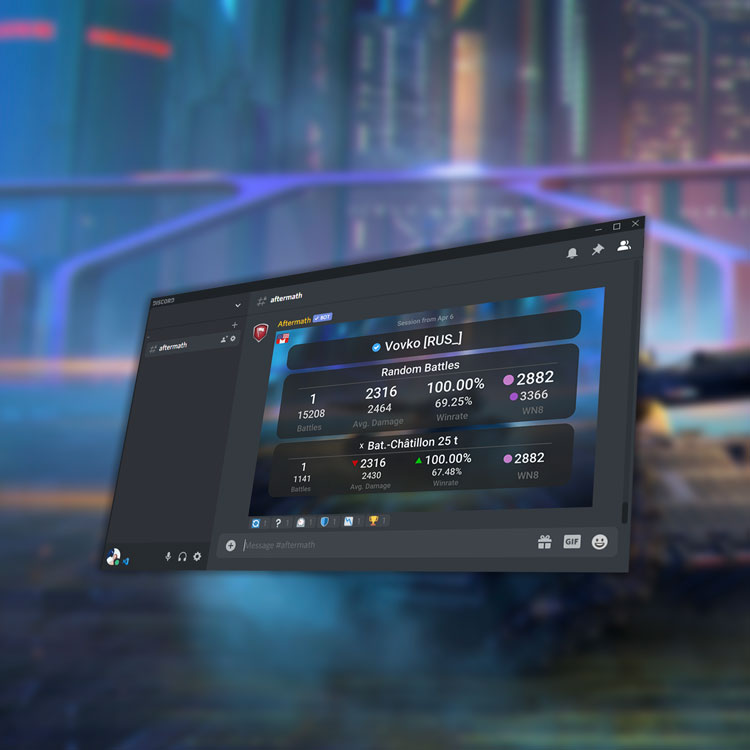 DISCORD
aftermath
aftermath
Aftermath BOT
Session from Apr 6
Vovko [RUS_]
Random Battles
1 2316 100.00% 2882
15208 2464 69.25% 3366
Battles Avg. Damage Winrate WN8
x Bat.-Châtillon 25 t
1 2316 100.00% 2882
1141 2430 67.48% WN8
Battles Avg. Damage Winrate
? 1 1 1 1 1
Message #aftermath
GIF